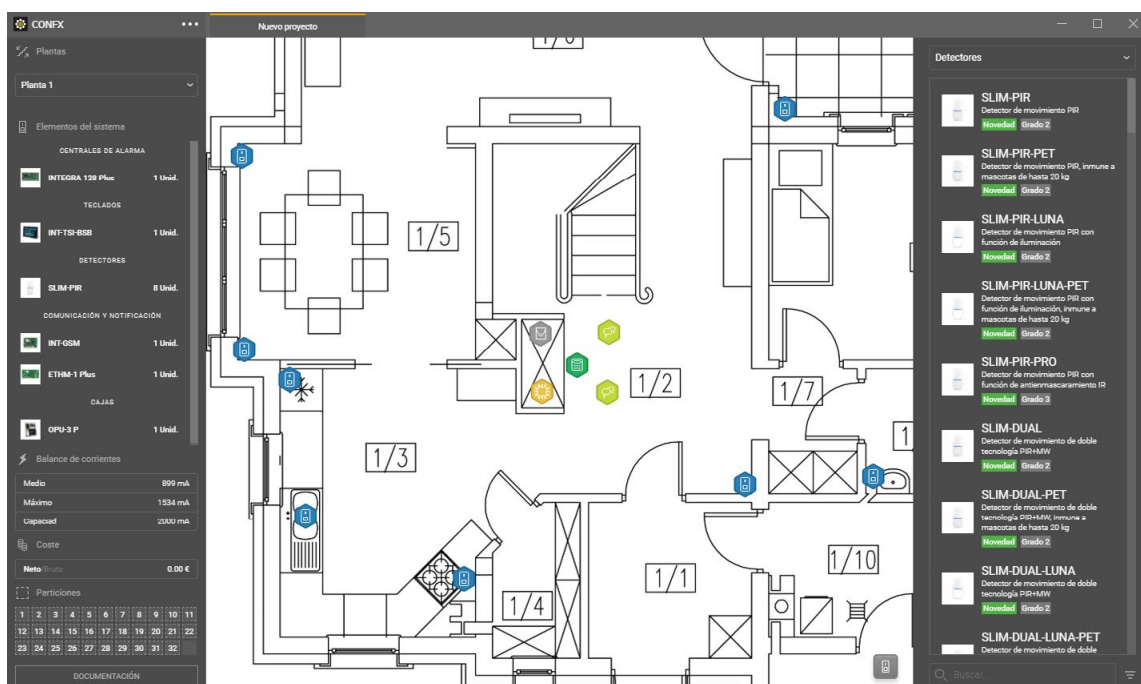 CONFX
Nuevo proyecto
Plantas
Planta 1
Elementos del sistema
CENTRALES DE ALARMA
INTEGRA 128 Plus 1 Unid.
TECLADOS
INT-TSI-BSB 1 Unid.
DETECTORES
SLIM-PIR 8 Unid.
COMUNICACIÓN Y NOTIFICACIÓN
INT-GSM 1 Unid.
ETHM-1 Plus 1 Unid.
CAJAS
OPU-3 P 1 Unid.
Balance de corrientes
Medio 899 mA
Máximo 1534 mA
Capaciad 2000 mA
Coste
Neto/Bruto 0.00 €
Particiones
1 2 3 4 5 6 7 8 9 10 11
12 13 14 15 16 17 18 19 20 21 22
23 24 25 26 27 28 29 30 31 32
DOCUMENTACIÓN
1/5
1/2
1/7
1/3
1/10
1/1
1/4
Detectores
SLIM-PIR
Detector de movimiento PIR
Novedad Grado 2
SLIM-PIR-PET
Detector de movimiento PIR, inmune a
mascotas de hasta 20 kg
Novedad Grado 2
SLIM-PIR-LUNA
Detector de movimiento PIR con
función de iluminación
Novedad Grado 2
SLIM-PIR-LUNA-PET
Detector de movimiento PIR con
función de iluminación, inmune a
mascotas de hasta 20 kg
Novedad Grado 2
SLIM-PIR-PRO
Detector de movimiento PIR con
función de antienmascaramiento IR
Novedad Grado 3
SLIM-DUAL
Detector de movimiento de doble
tecnología PIR+MW
Novedad Grado 2
SLIM-DUAL-PET
Detector de movimiento de doble
tecnología PIR+MW, inmune a
mascotas de hasta 20 kg
Novedad Grado 2
SLIM-DUAL-LUNA
Detector de movimiento de doble
tecnología PIR+MW
Novedad Grado 2
SLIM-DUAL-LUNA-PET
Detector de movimiento de doble
Buscar...